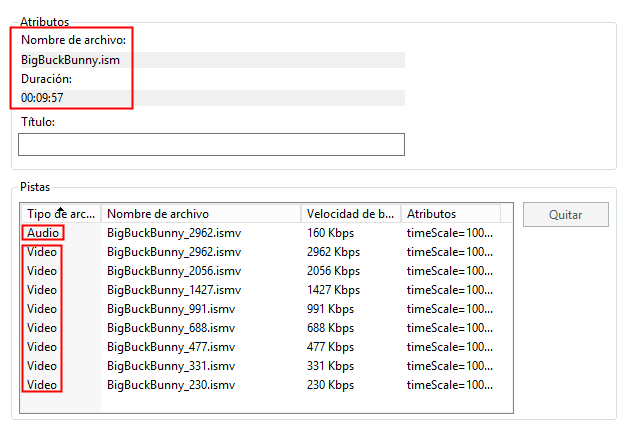 Atributos
Nombre de archivo:
BigBuckBunny.ism
Duración:
00:09:57
Título:
Pistas
Tipo de arc... Nombre de archivo Velocidad de b... Atributos Quitar
Audio BigBuckBunny_2962.ismv 160 Kbps timeScale=100...
Video BigBuckBunny_2962.ismv 2962 Kbps timeScale=100...
Video BigBuckBunny_2056.ismv 2056 Kbps timeScale=100...
Video BigBuckBunny_1427.ismv 1427 Kbps timeScale=100...
Video BigBuckBunny_991.ismv 991 Kbps timeScale=100...
Video BigBuckBunny_688.ismv 688 Kbps timeScale=100...
Video BigBuckBunny_477.ismv 477 Kbps timeScale=100...
Video BigBuckBunny_331.ismv 331 Kbps timeScale=100...
Video BigBuckBunny_230.ismv 230 Kbps timeScale=100...